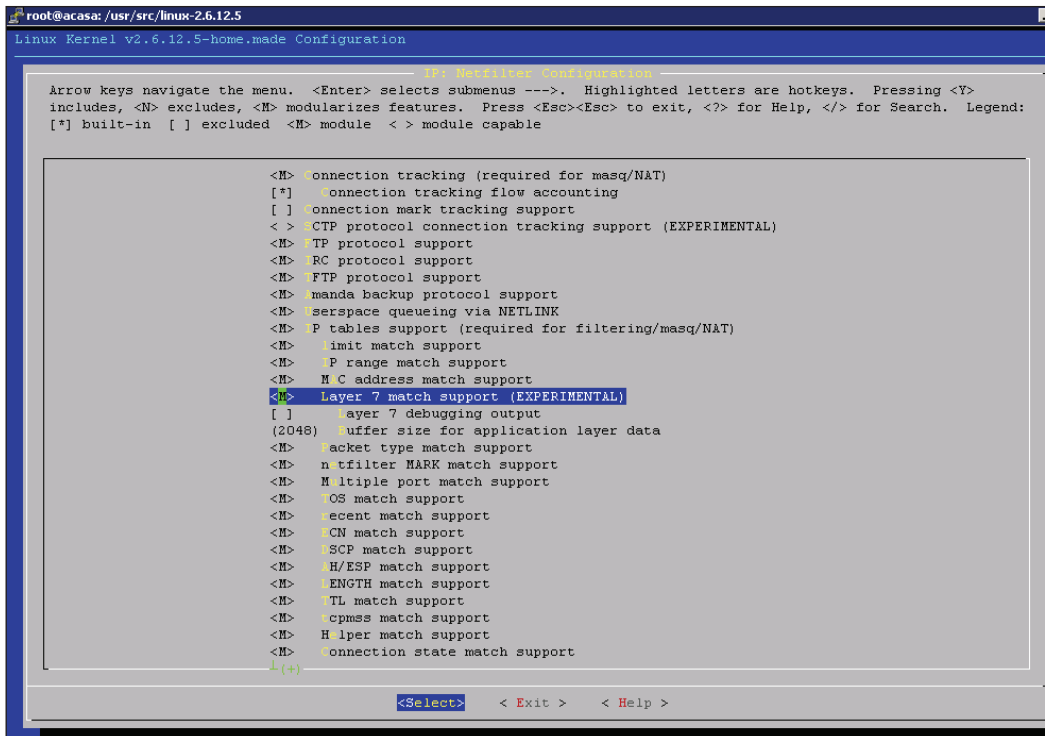 root@acasa: /usr/src/linux-2.6.12.5
Linux Kernel v2.6.12.5-home.made Configuration
IP: Netfilter Configuration
Arrow keys navigate the menu.  <Enter> selects submenus --->.  Highlighted letters are hotkeys.  Pressing <Y>
includes, <N> excludes, <M> modularizes features.  Press <Esc><Esc> to exit, <?> for Help, </> for Search.  Legend:
[*] built-in  [ ] excluded  <M> module  < > module capable
<M> Connection tracking (required for masq/NAT)
[*]   Connection tracking flow accounting
[ ] Connection mark tracking support
< > SCTP protocol connection tracking support (EXPERIMENTAL)
<M> FTP protocol support
<M> IRC protocol support
<M> TFTP protocol support
<M> Amanda backup protocol support
<M> Userspace queueing via NETLINK
<M> IP tables support (required for filtering/masq/NAT)
<M>   limit match support
<M>   IP range match support
<M>   MAC address match support
<M>   Layer 7 match support (EXPERIMENTAL)
[ ]     Layer 7 debugging output
(2048)  Buffer size for application layer data
<M>   Packet type match support
<M>   netfilter MARK match support
<M>   Multiple port match support
<M>   TOS match support
<M>   recent match support
<M>   ECN match support
<M>   DSCP match support
<M>   AH/ESP match support
<M>   LENGTH match support
<M>   TTL match support
<M>   tcpmss match support
<M>   Helper match support
<M>   Connection state match support
(+)
<Select>    < Exit >    < Help >